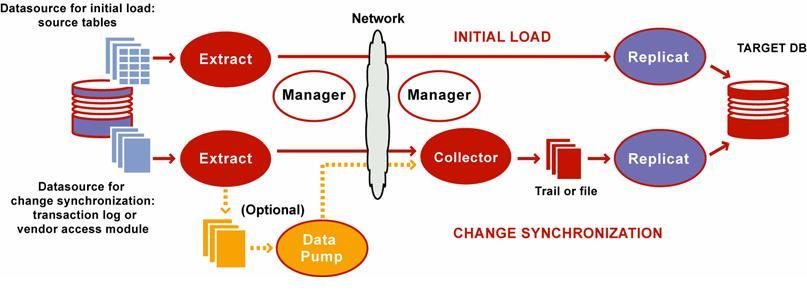 Datasource for initial load:
source tables
Network
Extract
INITIAL LOAD
Replicat
TARGET DB
Manager
Manager
Extract
Collector
Trail or file
Replicat
Datasource for
change synchronization:
transaction log or
vendor access module
(Optional)
Data
Pump
CHANGE SYNCHRONIZATION